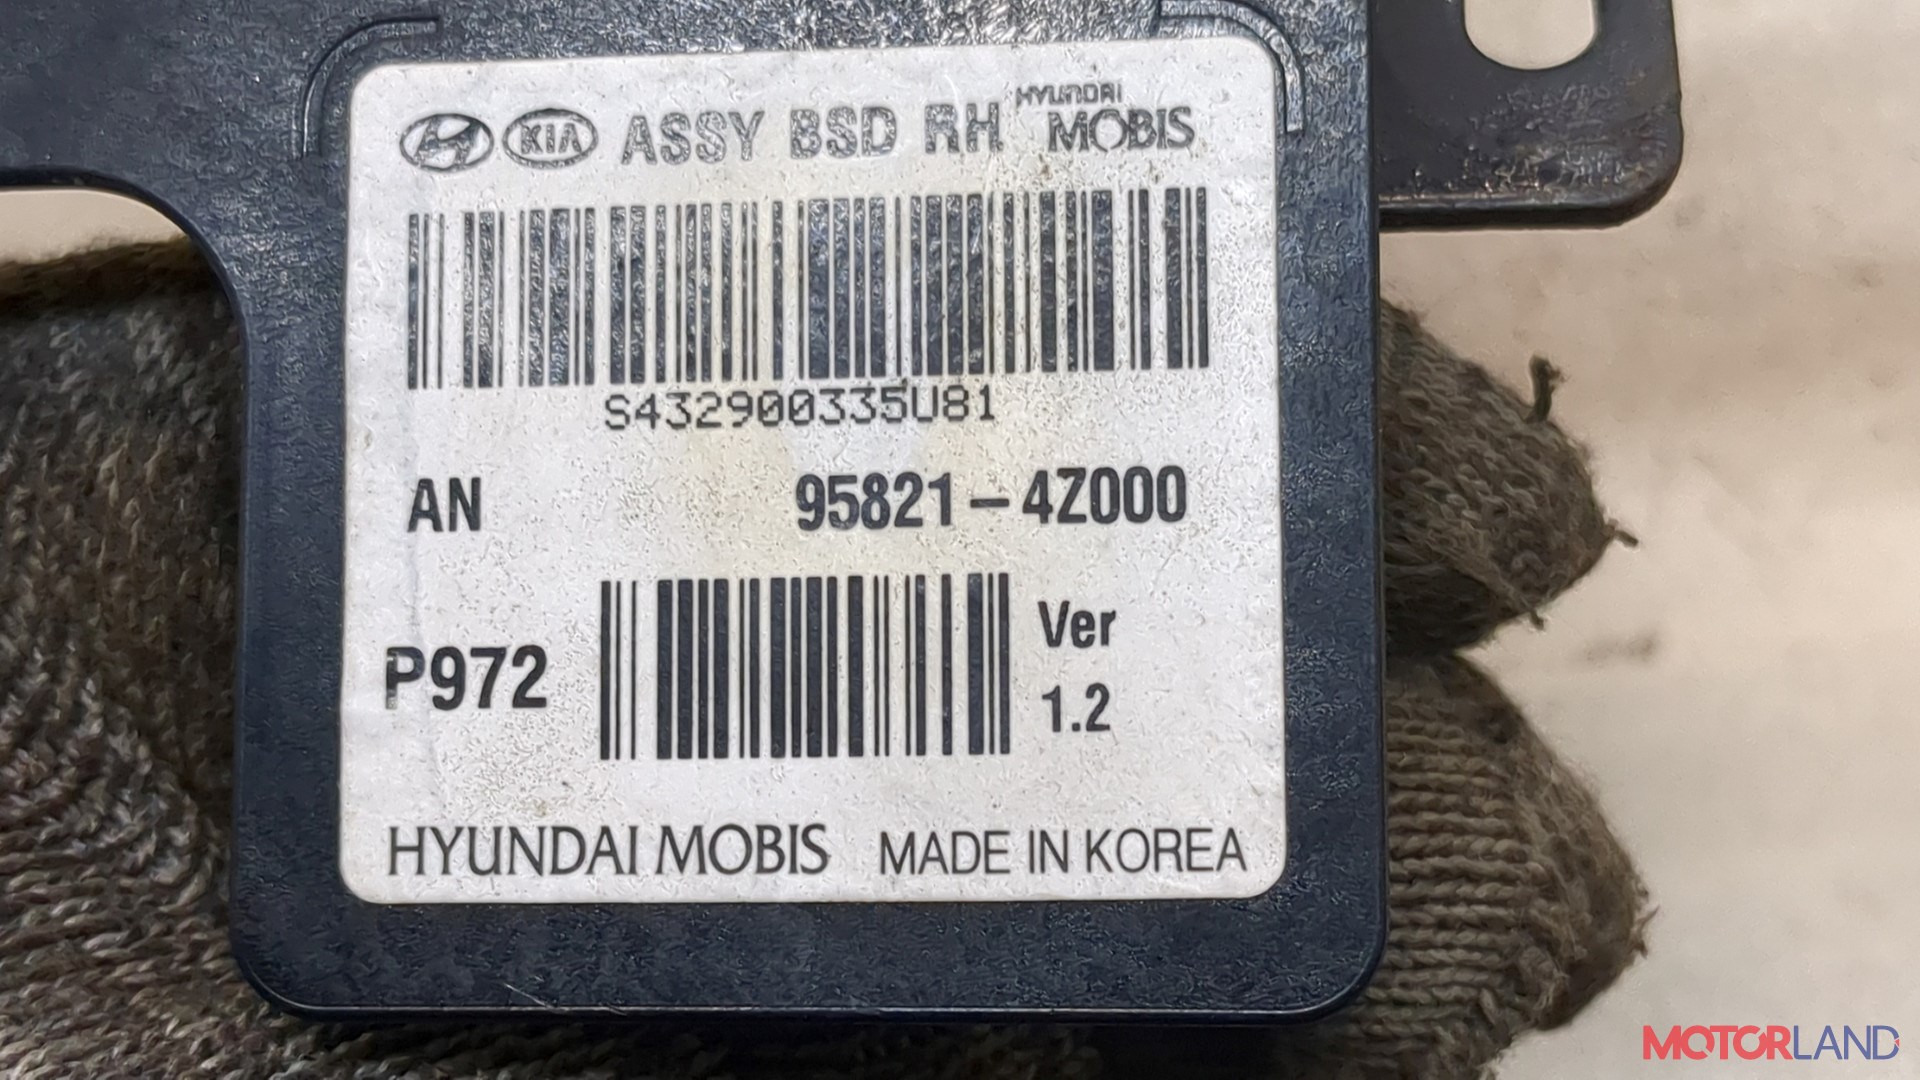 HYUNDAI
KIA ASSY BSD RH MOBIS
S432900335U81
AN 95821-4Z000
P972 Ver 1.2
HYUNDAI MOBIS MADE IN KOREA
MOTORLAND